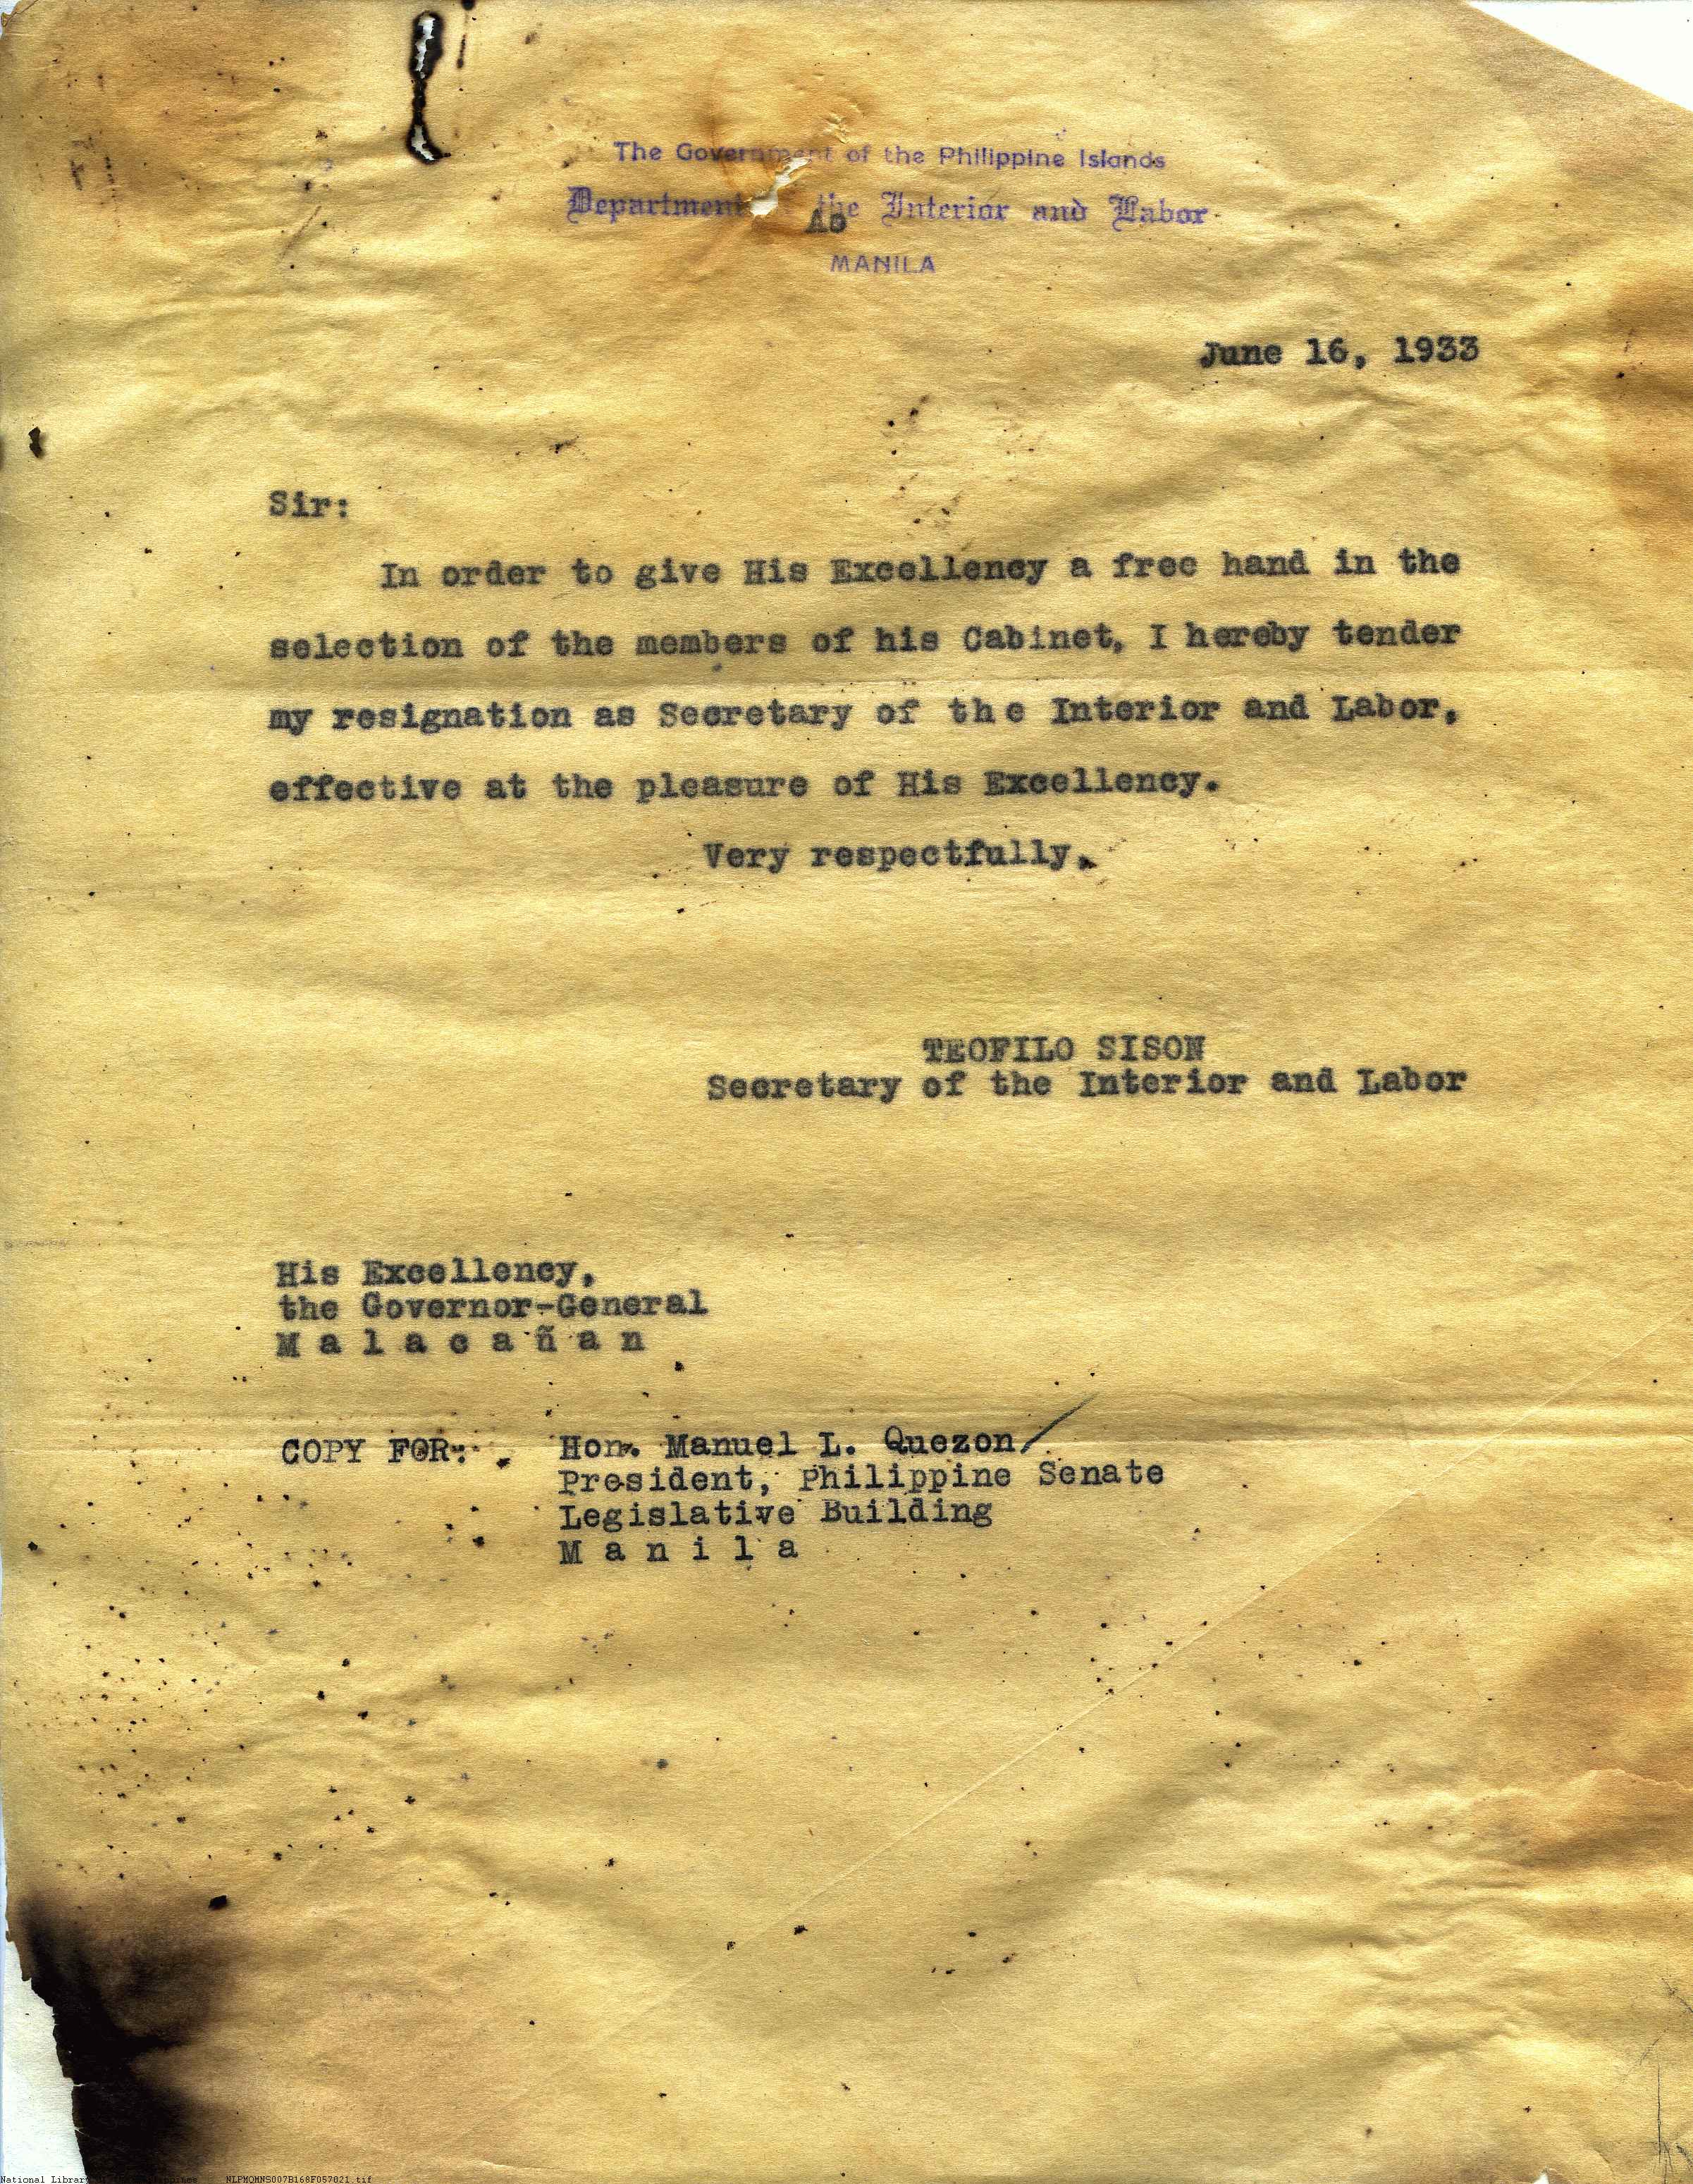 The Government of the Philippine Islands
Department the Interior and Labor
MANILA
June 16, 1933
Sir:
In order to give His Excellency a free hand in the
selection of the members of his Cabinet, I hereby tender
my resignation as Secretary of the Interior and Labor,
effective at the pleasure of His Excellency.
Very respectfully,
TEOFILO SISON
Secretary of the Interior and Labor
His Excellency,
the Governor-General
M a l a c a ñ a n
COPY FOR: Hon. Manuel L. Quezon
President, Philippine Senate
Legislative Building
M a n i l a
National Librar NLPMQMNS007B168F057021.tif